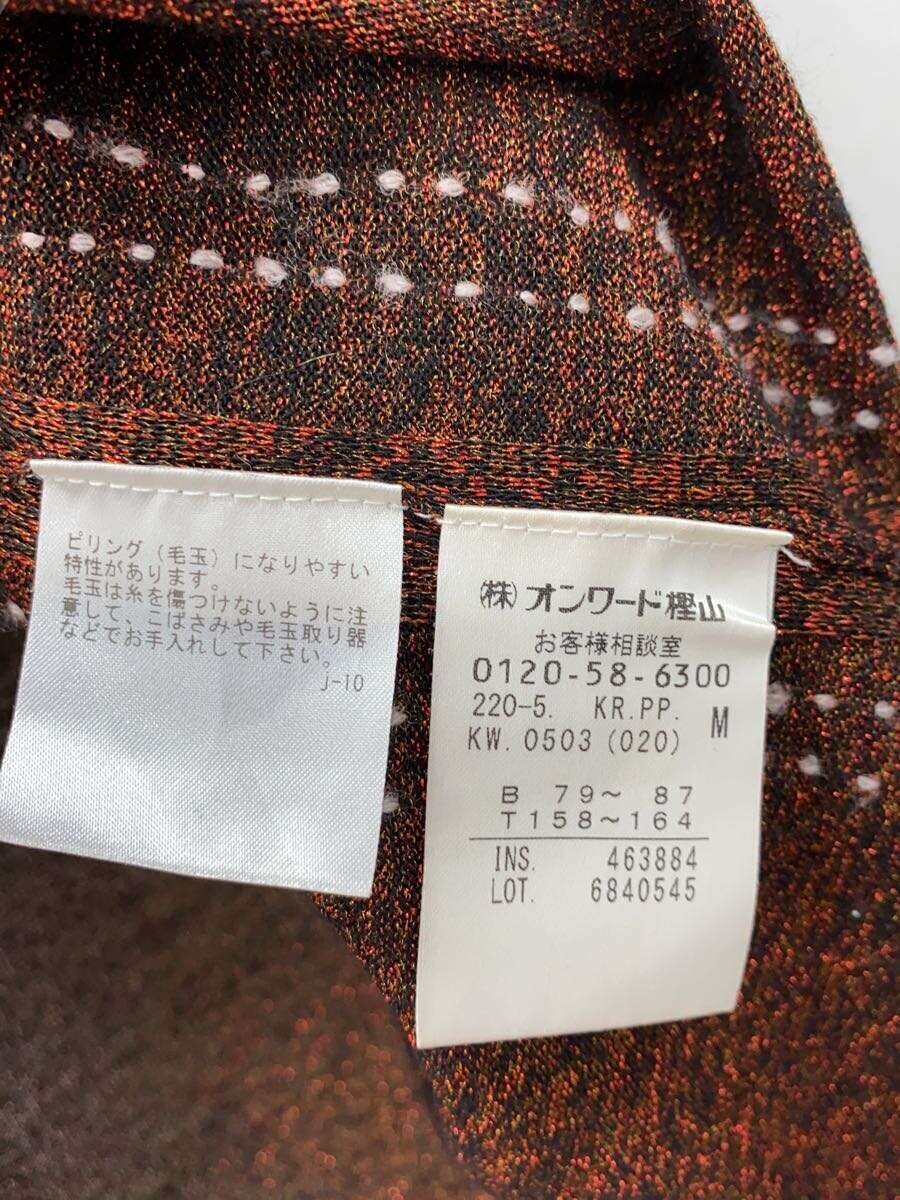 ピリング（毛玉）になりやすい
特性があります。
毛玉は糸を傷つけないように注
意して、こばさみや毛玉取り器
などでお手入れして下さい。
J-10
㈱オンワード樫山
お客様相談室
0120-58-6300
220-5. KR.PP. M
KW. 0503 (020)
B 79～ 87
T158～164
INS. 463884
LOT. 6840545